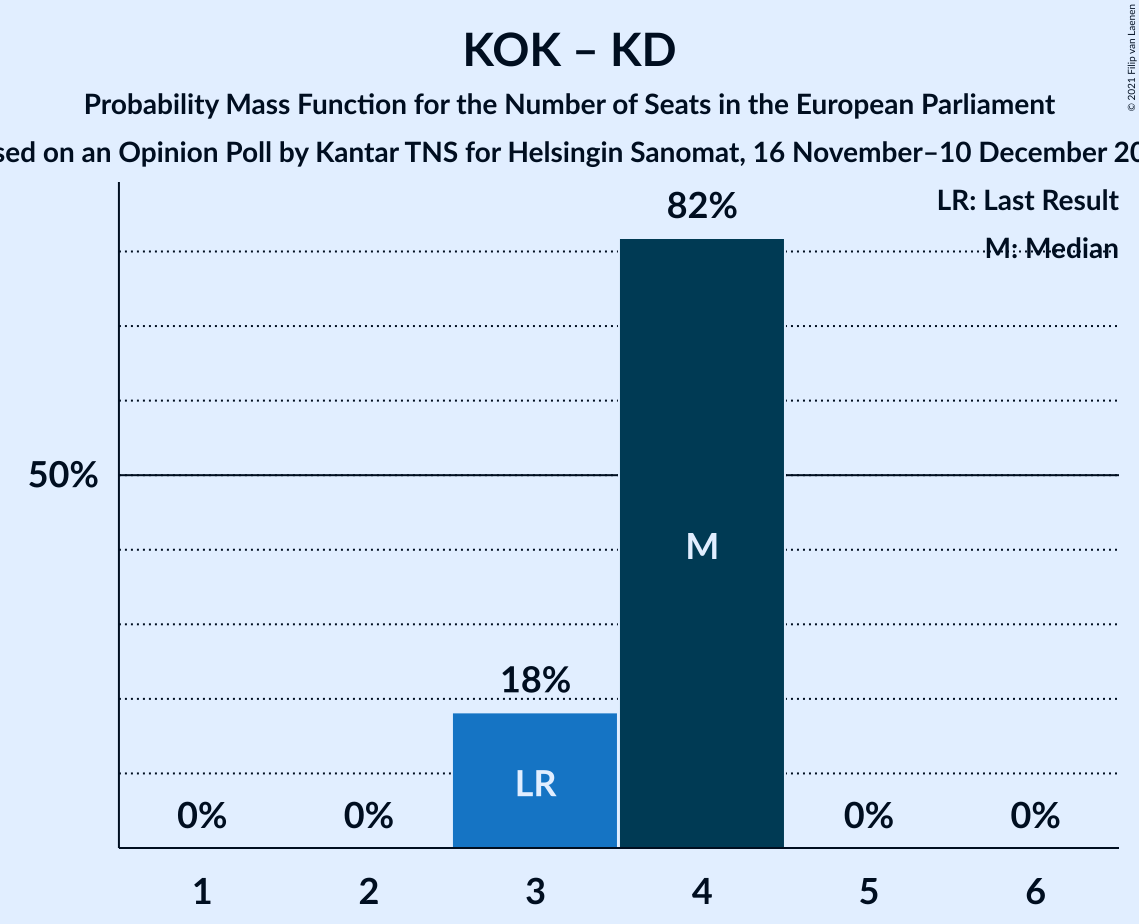 KOK – KD
Probability Mass Function for the Number of Seats in the European Parliament
on an Opinion Poll by Kantar TNS for Helsingin Sanomat, 16 November–10 December
© 2021 Filip van Laenen
LR: Last Result
M: Median
82%
50%
M
18%
LR
0% 0% 0% 0%
1 2 3 4 5 6